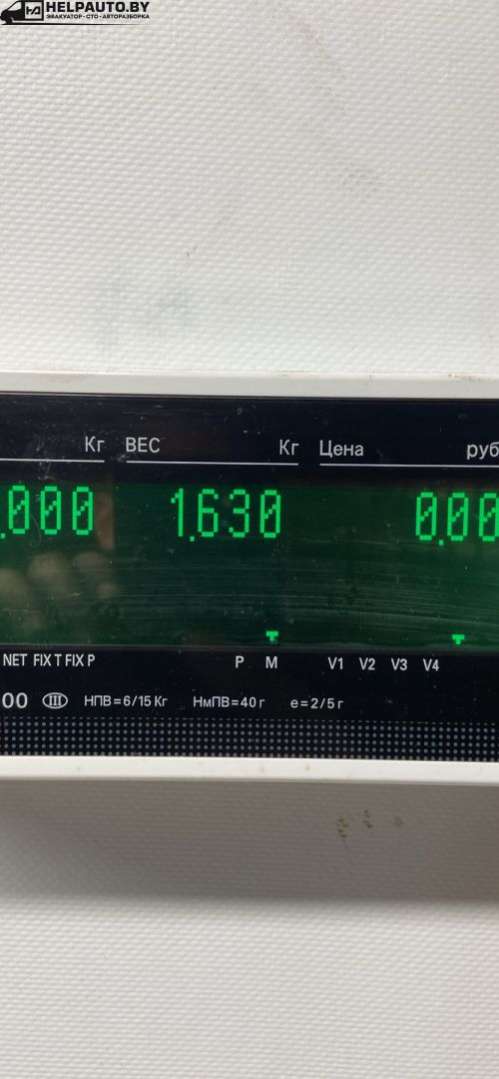 HELPAUTO.BY
ЭВАКУАТОР · СТО · АВТОРАЗБОРКА
Кг ВЕС Кг Цена руб
.000 1.630 0.00
NET FIX T FIX P P M V1 V2 V3 V4
00 III НПВ=6/15 Кг НмПВ=40 г e=2/5 г